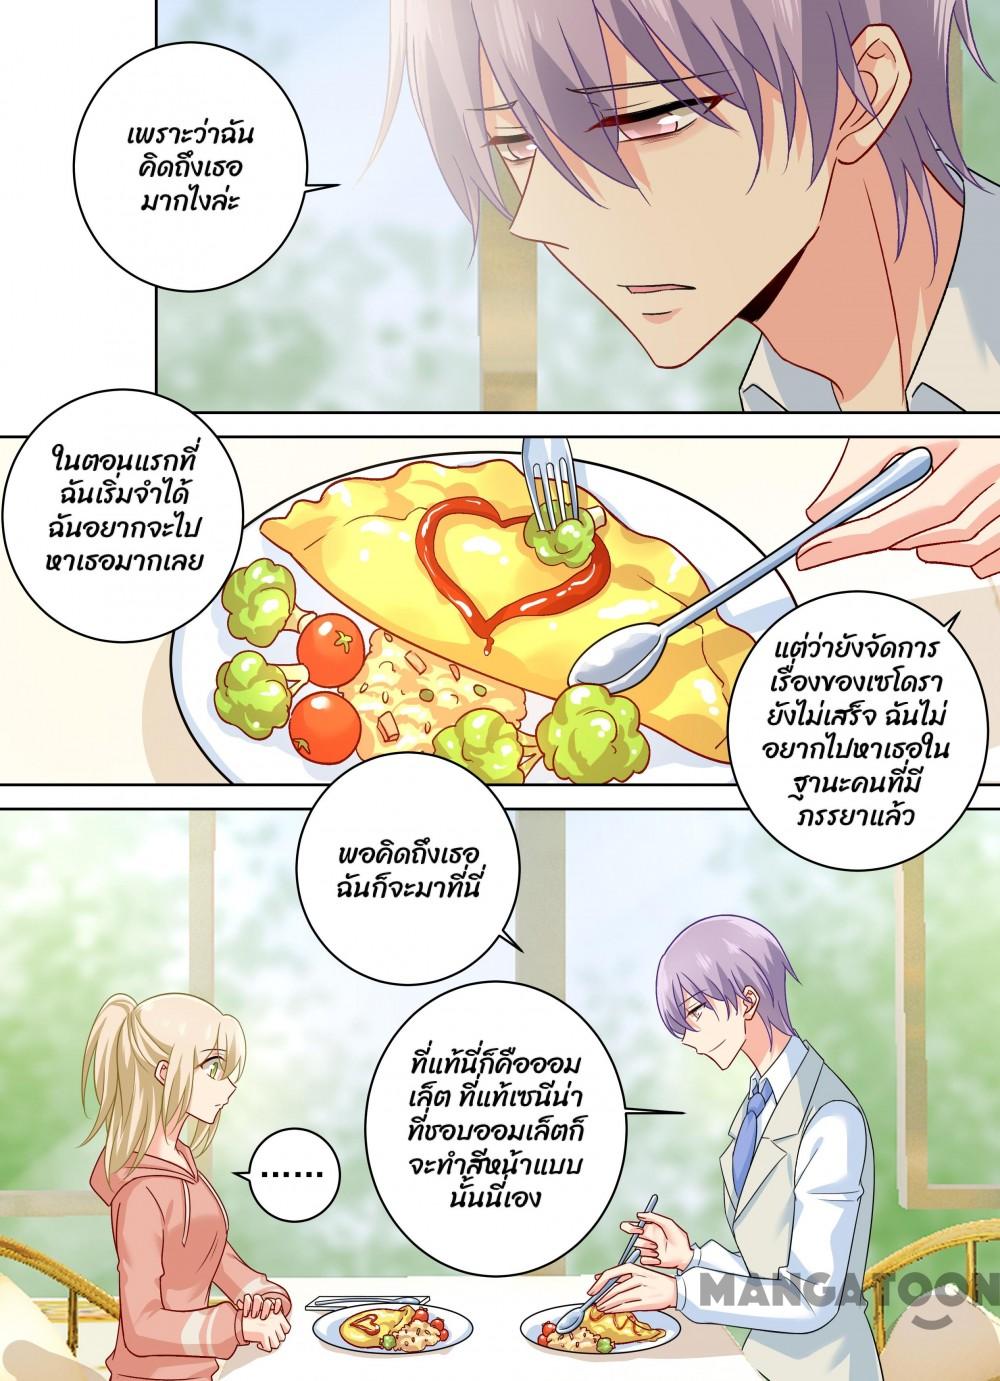 เพราะว่าฉัน
คิดถึงเธอ
มากไงล่ะ
ในตอนแรกที่
ฉันเริ่มจำได้
ฉันอยากจะไป
หาเธอมากเลย
แต่ว่ายังจัดการ
เรื่องของเซโดรา
ยังไม่เสร็จ ฉันไม่
อยากไปหาเธอใน
ฐานะคนที่มี
ภรรยาแล้ว
พอคิดถึงเธอ
ฉันก็จะมาที่นี่
ที่แท้นี่ก็คือออม
เล็ต ที่แท้เซนีน่า
ที่ชอบออมเล็ตก็
จะทำสีหน้าแบบ
นั้นนี่เอง
......
MANGATOON